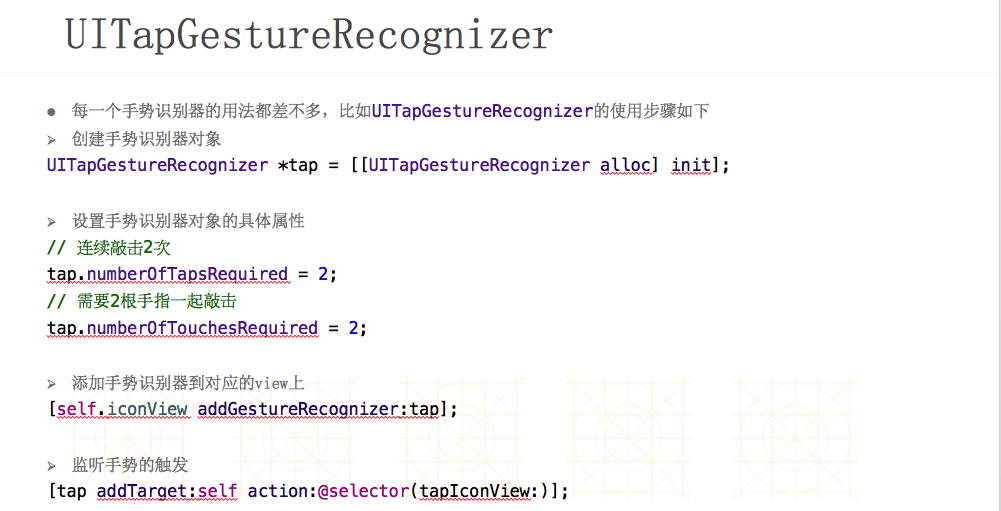 UITapGestureRecognizer
● 每一个手势识别器的用法都差不多，比如UITapGestureRecognizer的使用步骤如下
➢ 创建手势识别器对象
UITapGestureRecognizer *tap = [[UITapGestureRecognizer alloc] init];
➢ 设置手势识别器对象的具体属性
// 连续敲击2次
tap.numberOfTapsRequired = 2;
// 需要2根手指一起敲击
tap.numberOfTouchesRequired = 2;
➢ 添加手势识别器到对应的view上
[self.iconView addGestureRecognizer:tap];
➢ 监听手势的触发
[tap addTarget:self action:@selector(tapIconView:)];